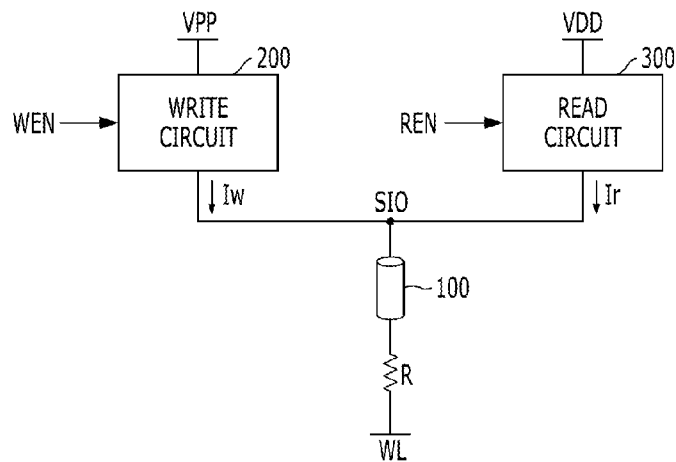 VPP
VDD
200
300
WEN
WRITE
CIRCUIT
REN
READ
CIRCUIT
Iw
SIO
Ir
100
R
WL